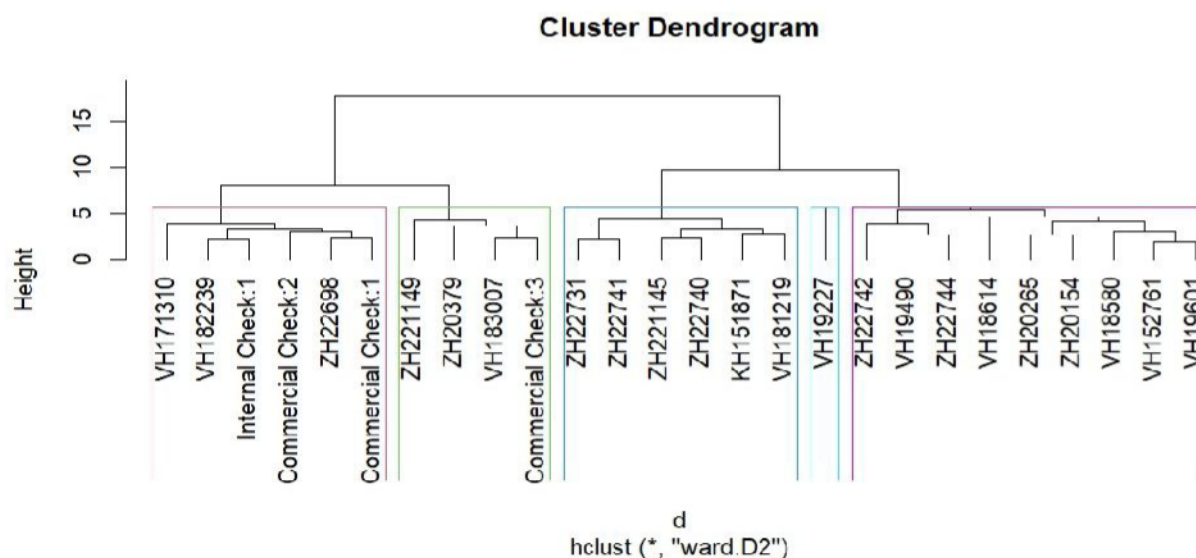 Cluster Dendrogram
Height
15
10
5
0
VH171310
VH182239
Internal Check:1
Commercial Check:2
ZH22698
Commercial Check:1
ZH221149
ZH20379
VH183007
Commercial Check:3
ZH22731
ZH22741
ZH221145
ZH22740
KH151871
VH181219
VH19227
ZH22742
VH19490
ZH22744
VH18614
ZH20265
ZH20154
VH18580
VH152761
VH19601
d
hclust (*, "ward.D2")